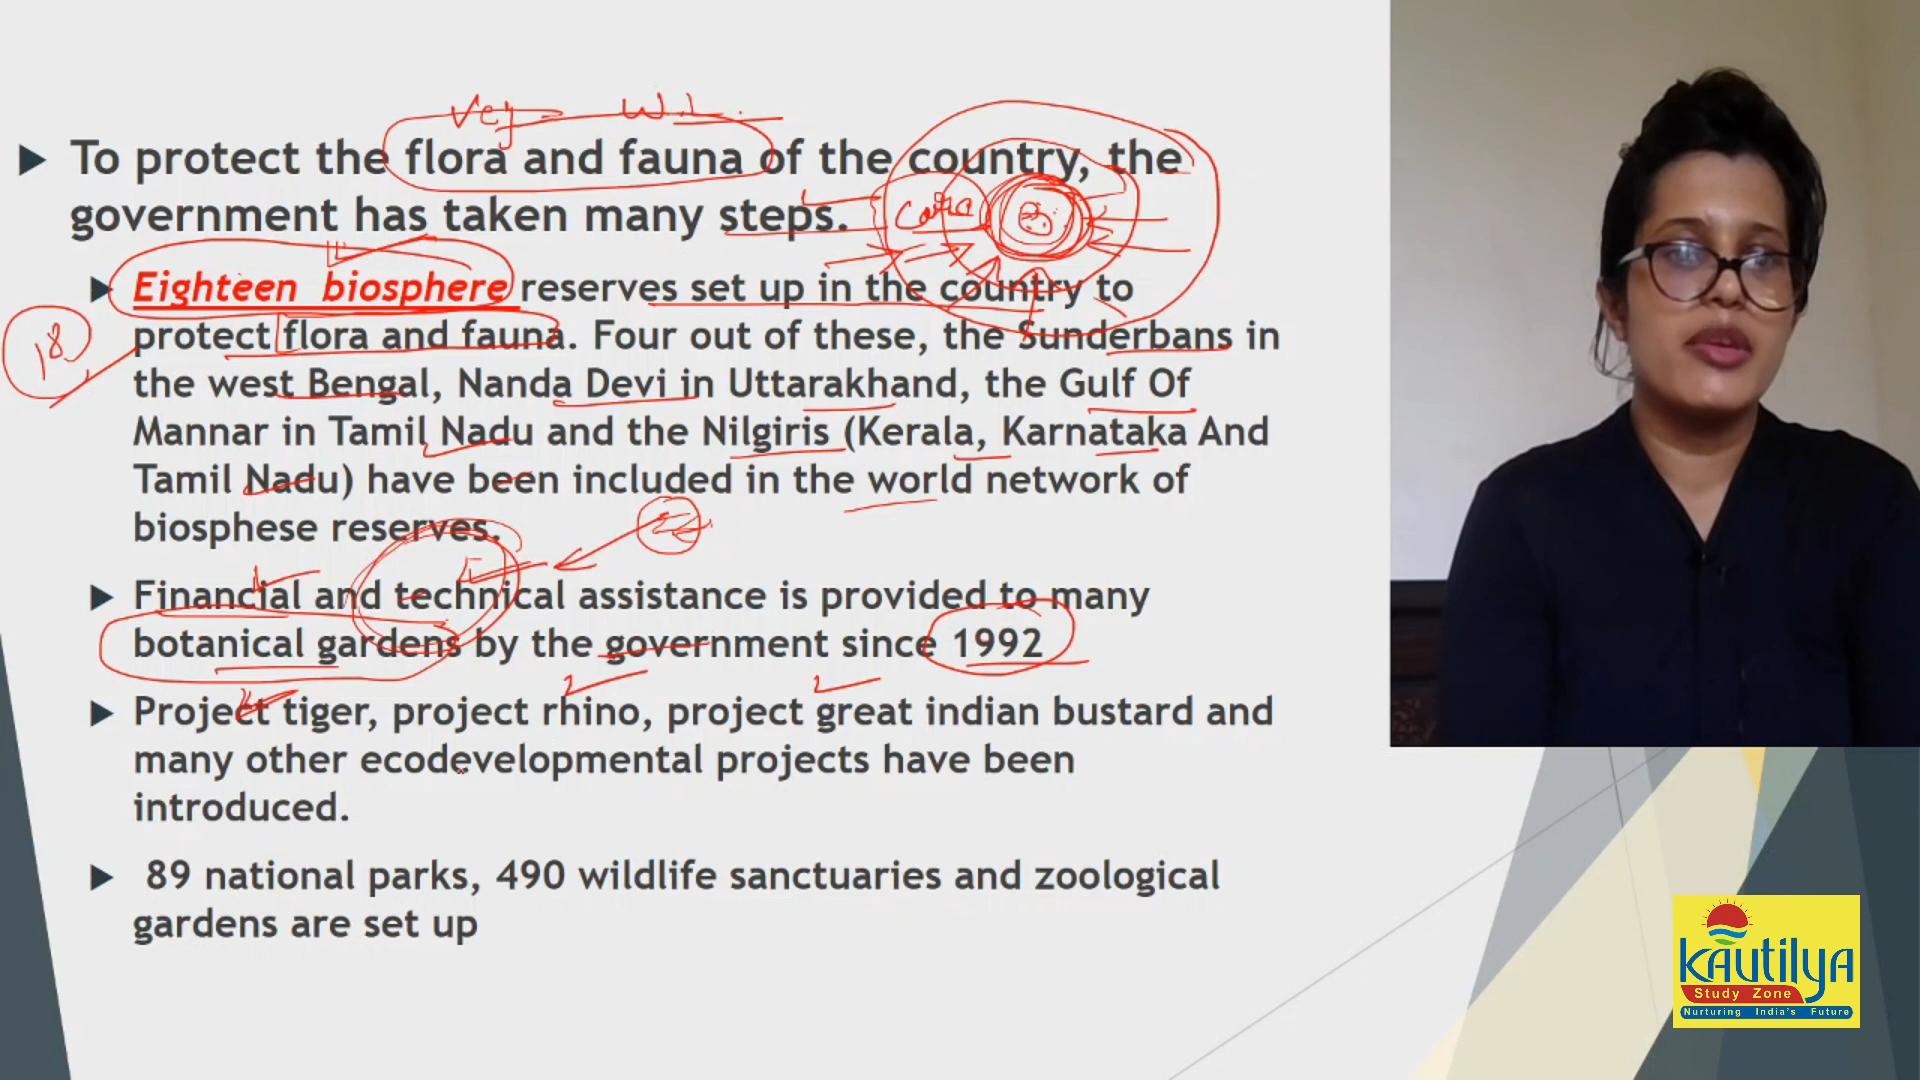 Veg W.L.
To protect the flora and fauna of the country, the
government has taken many steps.
Core
Eighteen biosphere reserves set up in the country to
18
protect flora and fauna. Four out of these, the Sunderbans in
the west Bengal, Nanda Devi in Uttarakhand, the Gulf Of
Mannar in Tamil Nadu and the Nilgiris (Kerala, Karnataka And
Tamil Nadu) have been included in the world network of
biosphese reserves.
Financial and technical assistance is provided to many
botanical gardens by the government since 1992
Project tiger, project rhino, project great indian bustard and
many other ecodevelopmental projects have been
introduced.
89 national parks, 490 wildlife sanctuaries and zoological
gardens are set up
kautilya
Study Zone
Nurturing India's Future